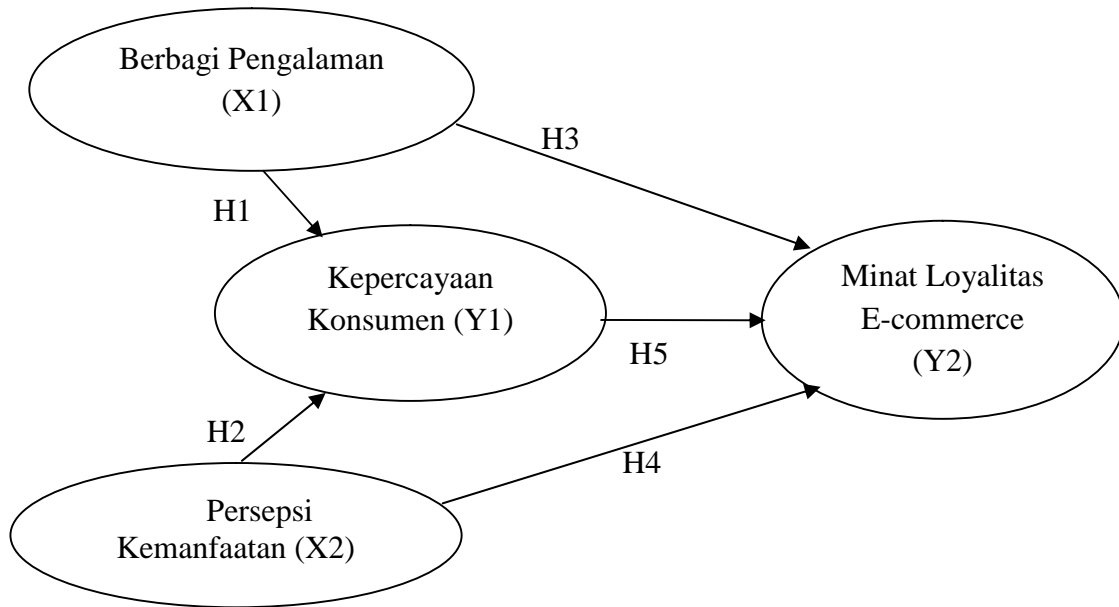 Berbagi Pengalaman
(X1)
H3
H1
Kepercayaan
Konsumen (Y1)
Minat Loyalitas
E-commerce
(Y2)
H5
H2
H4
Persepsi
Kemanfaatan (X2)